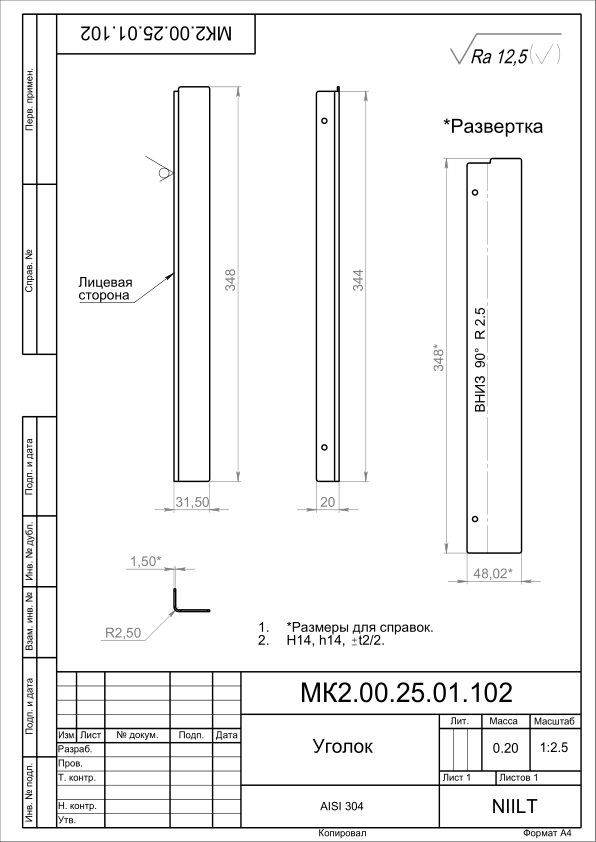 МК2.00.25.01.102
Ra 12,5(✓)
*Развертка
Лицевая
сторона
348
344
348*
ВНИЗ 90° R 2.5
31,50
20
48,02*
1,50*
R2,50
1. *Размеры для справок.
2. H14, h14, ±t2/2.
Перв. примен.
Справ. №
Подп. и дата
Инв. № дубл.
Взам. инв. №
Подп. и дата
Инв. № подл.
МК2.00.25.01.102
Изм Лист № докум. Подп. Дата
Разраб.
Пров.
Т. контр.
Н. контр.
Утв.
Уголок
Лит. Масса Масштаб
0.20 1:2.5
Лист 1 Листов 1
AISI 304
NIILT
Копировал Формат А4